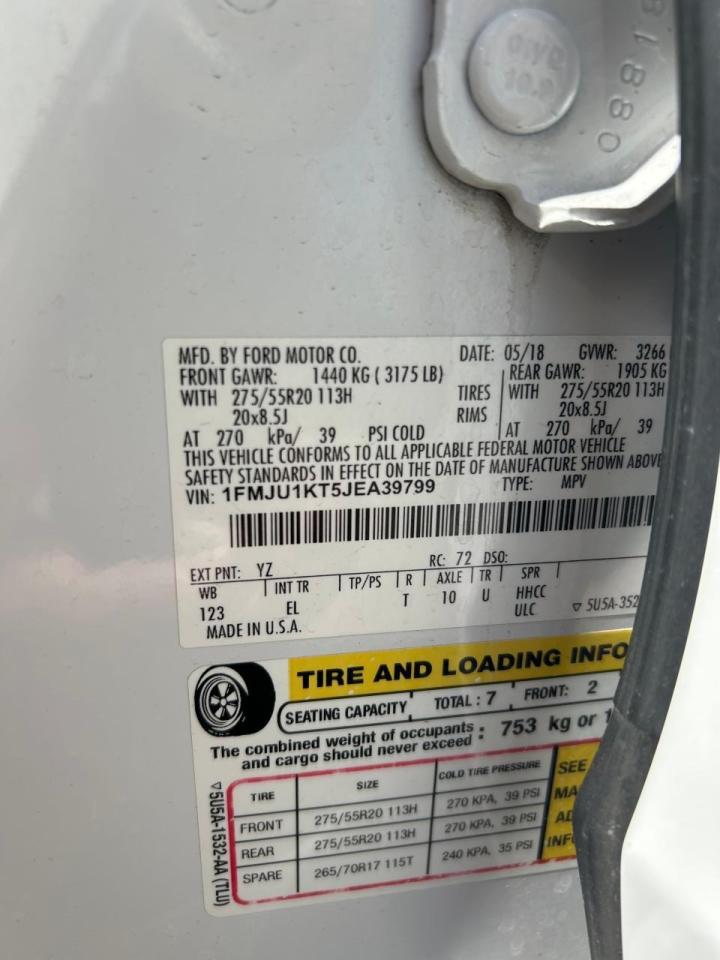 0881
10.9
MFD. BY FORD MOTOR CO. DATE: 05/18 GVWR: 3266
FRONT GAWR: 1440 KG ( 3175 LB) REAR GAWR: 1905 KG
WITH 275/55R20 113H TIRES WITH 275/55R20 113H
20x8.5J RIMS 20x8.5J
AT 270 kPa/ 39 PSI COLD AT 270 kPa/ 39
THIS VEHICLE CONFORMS TO ALL APPLICABLE FEDERAL MOTOR VEHICLE
SAFETY STANDARDS IN EFFECT ON THE DATE OF MANUFACTURE SHOWN ABOVE
VIN: 1FMJU1KT5JEA39799 TYPE: MPV
EXT PNT: YZ RC: 72 DSO:
WB INT TR TP/PS R AXLE TR SPR
123 EL T 10 U HHCC
ULC ▽ 5U5A-352
MADE IN U.S.A.
TIRE AND LOADING INFO
SEATING CAPACITY TOTAL : 7 FRONT: 2
The combined weight of occupants
and cargo should never exceed : 753 kg or 1
TIRE SIZE COLD TIRE PRESSURE
FRONT 275/55R20 113H 270 KPA, 39 PSI
REAR 275/55R20 113H 270 KPA, 39 PSI
SPARE 265/70R17 115T 240 KPA, 35 PSI
SEE
MA
AD
INF
▽5U5A-1532-AA (TLU)